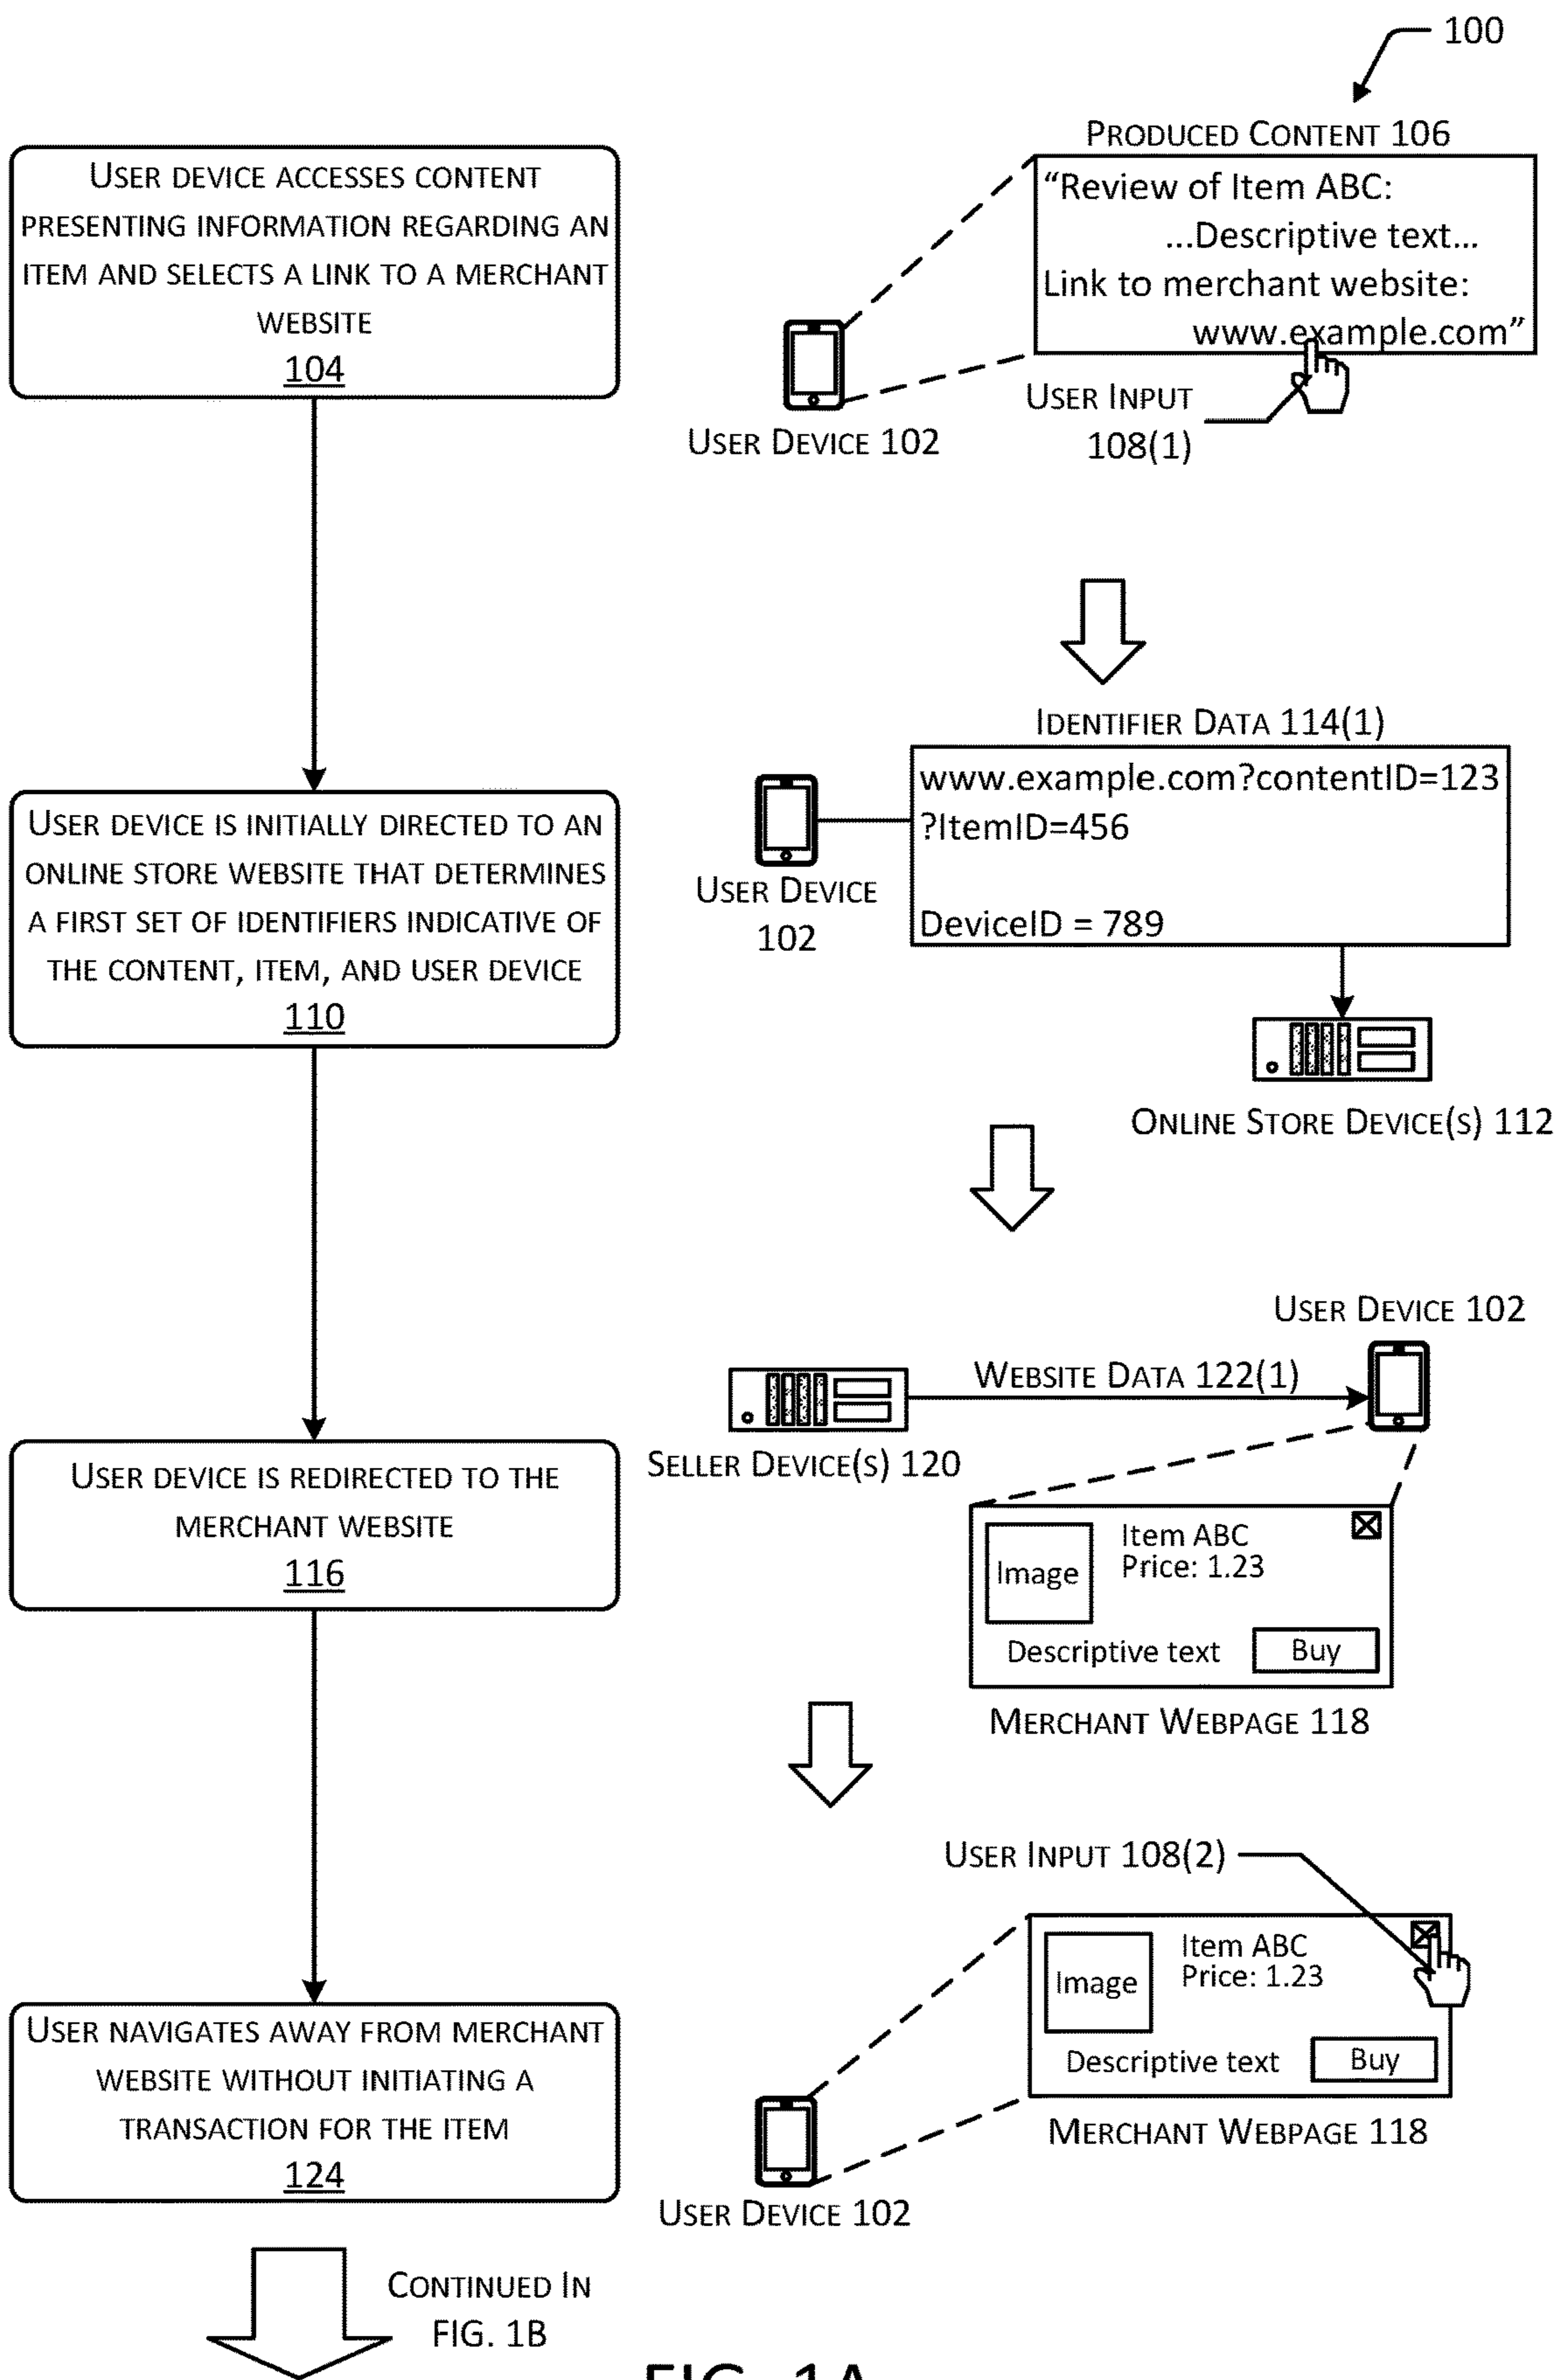 100
PRODUCED CONTENT 106
USER DEVICE ACCESSES CONTENT
PRESENTING INFORMATION REGARDING AN
ITEM AND SELECTS A LINK TO A MERCHANT
WEBSITE
104
“Review of Item ABC:
...Descriptive text...
Link to merchant website:
www.example.com”
USER INPUT
108(1)
USER DEVICE 102
IDENTIFIER DATA 114(1)
USER DEVICE IS INITIALLY DIRECTED TO AN
ONLINE STORE WEBSITE THAT DETERMINES
A FIRST SET OF IDENTIFIERS INDICATIVE OF
THE CONTENT, ITEM, AND USER DEVICE
110
www.example.com?contentID=123
?ItemID=456
DeviceID = 789
USER DEVICE
102
ONLINE STORE DEVICE(S) 112
USER DEVICE 102
WEBSITE DATA 122(1)
SELLER DEVICE(S) 120
USER DEVICE IS REDIRECTED TO THE
MERCHANT WEBSITE
116
Image
Item ABC
Price: 1.23
Descriptive text
Buy
MERCHANT WEBPAGE 118
USER INPUT 108(2)
USER NAVIGATES AWAY FROM MERCHANT
WEBSITE WITHOUT INITIATING A
TRANSACTION FOR THE ITEM
124
Image
Item ABC
Price: 1.23
Descriptive text
Buy
MERCHANT WEBPAGE 118
USER DEVICE 102
CONTINUED IN
FIG. 1B
FIG. 1A